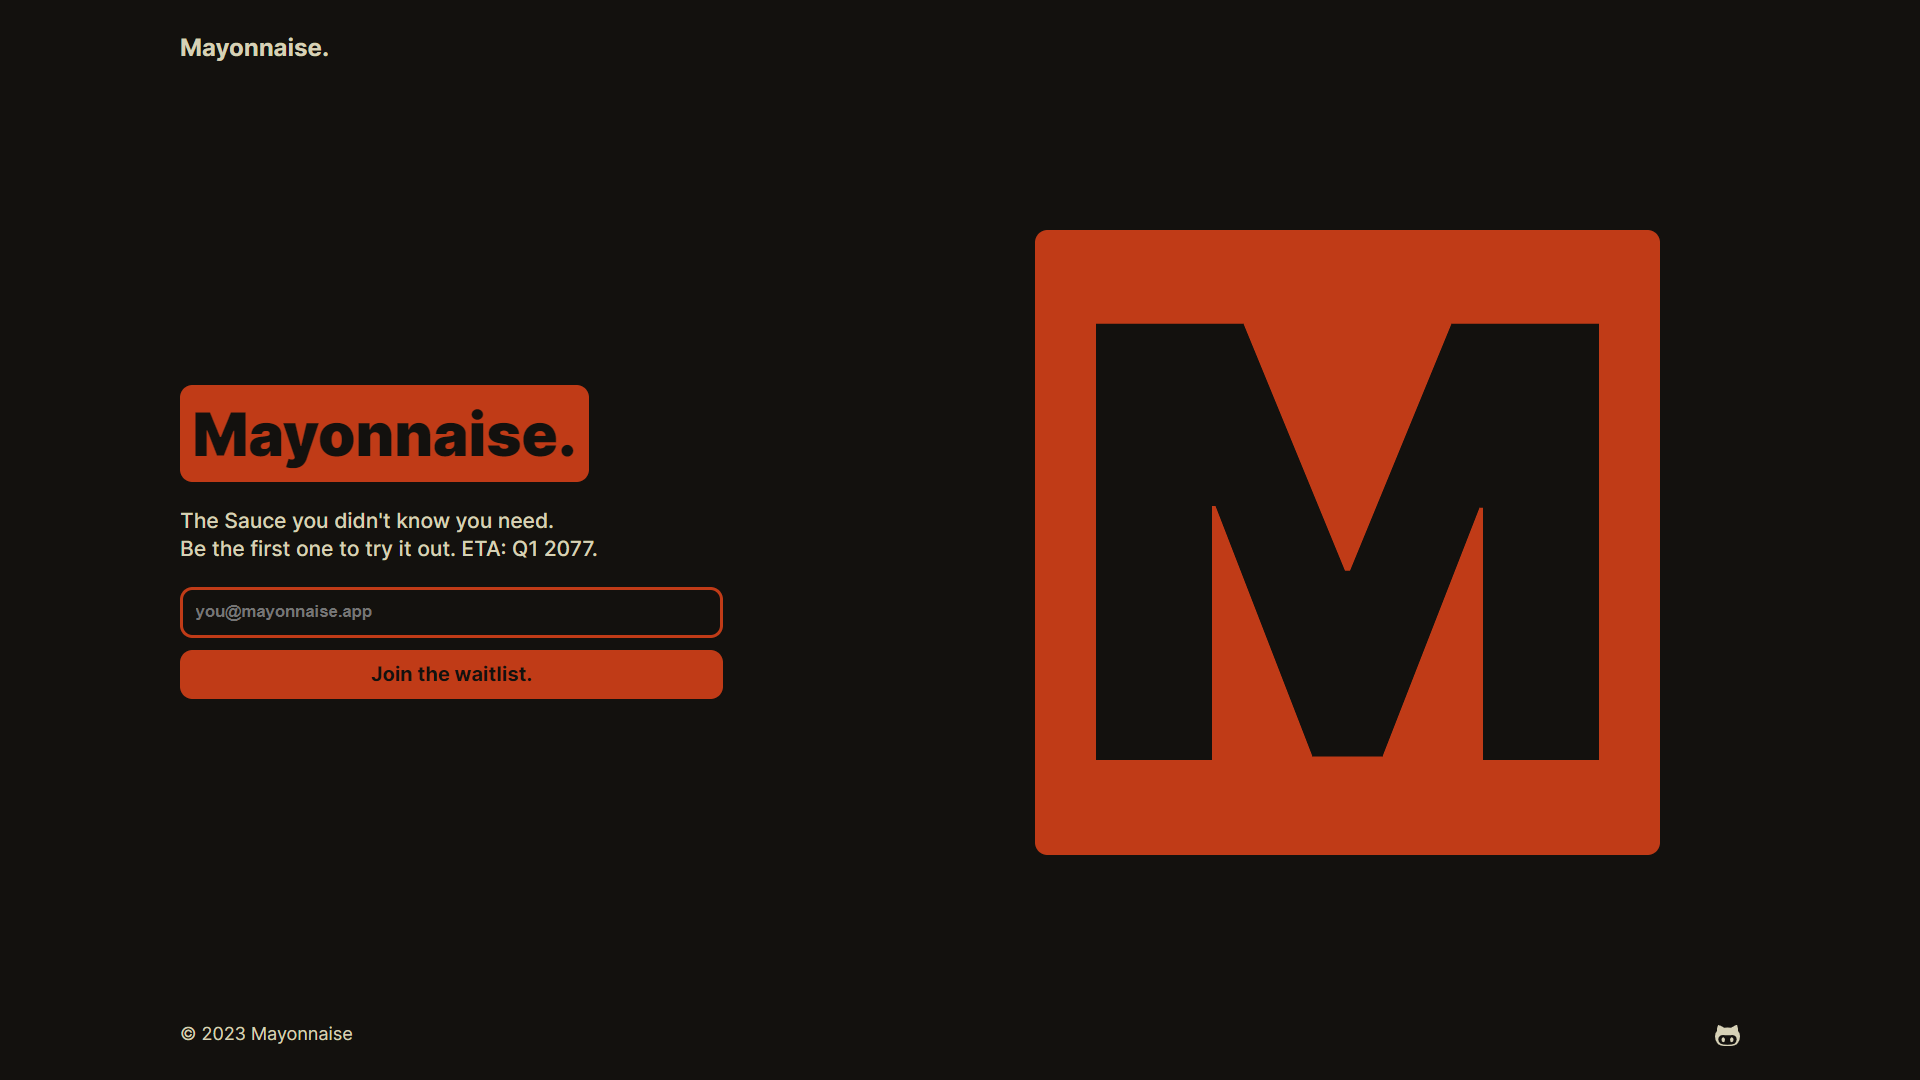 Mayonnaise.
Mayonnaise.
The Sauce you didn't know you need.
Be the first one to try it out. ETA: Q1 2077.
you@mayonnaise.app
Join the waitlist.
M
© 2023 Mayonnaise